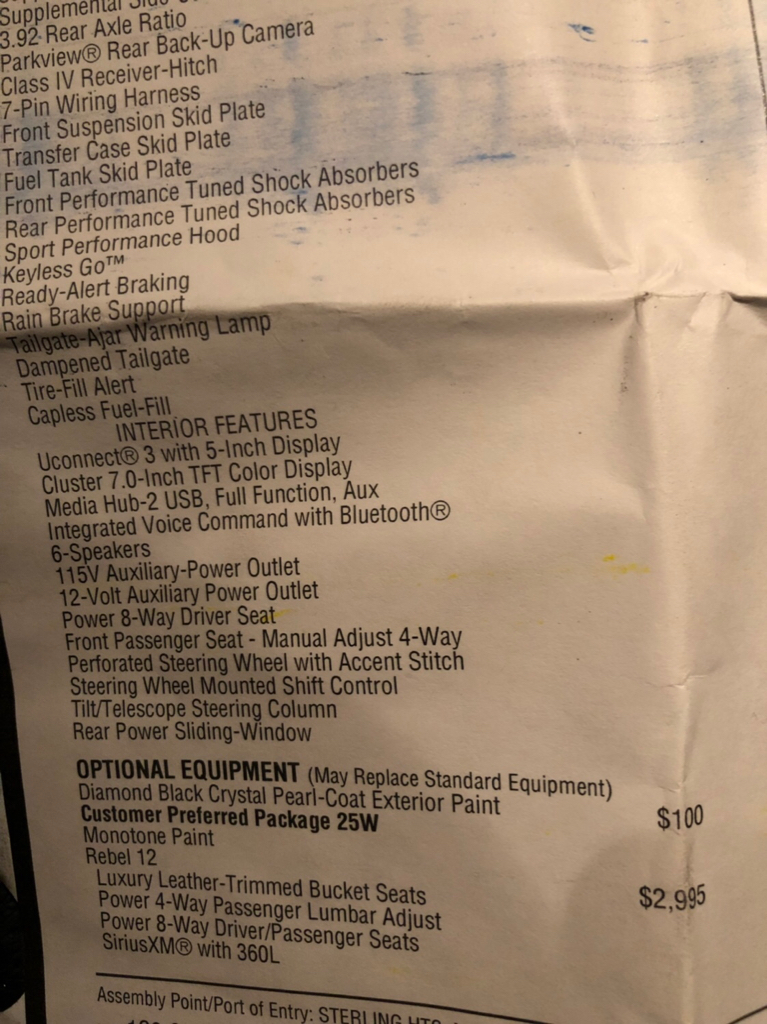 Supplemental
3.92 Rear Axle Ratio
Parkview® Rear Back-Up Camera
Class IV Receiver-Hitch
7-Pin Wiring Harness
Front Suspension Skid Plate
Transfer Case Skid Plate
Fuel Tank Skid Plate
Front Performance Tuned Shock Absorbers
Rear Performance Tuned Shock Absorbers
Sport Performance Hood
Keyless Go™
Ready-Alert Braking
Rain Brake Support
Tailgate-Ajar Warning Lamp
Dampened Tailgate
Tire-Fill Alert
Capless Fuel-Fill
INTERIOR FEATURES
Uconnect® 3 with 5-Inch Display
Cluster 7.0-Inch TFT Color Display
Media Hub-2 USB, Full Function, Aux
Integrated Voice Command with Bluetooth®
6-Speakers
115V Auxiliary-Power Outlet
12-Volt Auxiliary Power Outlet
Power 8-Way Driver Seat
Front Passenger Seat - Manual Adjust 4-Way
Perforated Steering Wheel with Accent Stitch
Steering Wheel Mounted Shift Control
Tilt/Telescope Steering Column
Rear Power Sliding-Window
OPTIONAL EQUIPMENT (May Replace Standard Equipment)
Diamond Black Crystal Pearl-Coat Exterior Paint $100
Customer Preferred Package 25W
Monotone Paint
Rebel 12 $2,995
Luxury Leather-Trimmed Bucket Seats
Power 4-Way Passenger Lumbar Adjust
Power 8-Way Driver/Passenger Seats
SiriusXM® with 360L
Assembly Point/Port of Entry: STERLING HTS